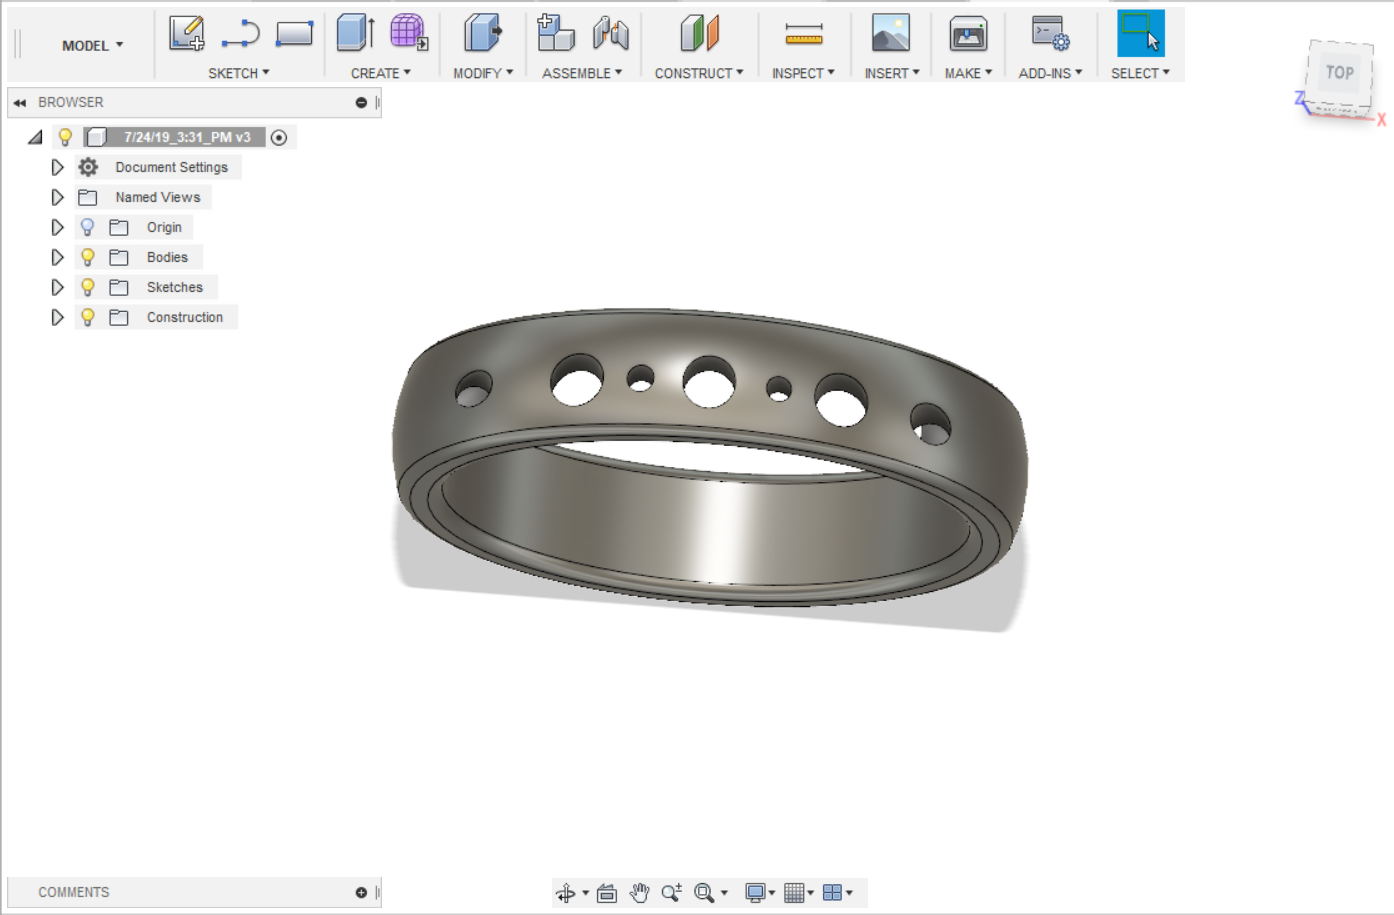 MODEL
SKETCH
CREATE
MODIFY
ASSEMBLE
CONSTRUCT
INSPECT
INSERT
MAKE
ADD-INS
SELECT
TOP
Z
X
BROWSER
7/24/19_3:31_PM v3
Document Settings
Named Views
Origin
Bodies
Sketches
Construction
COMMENTS